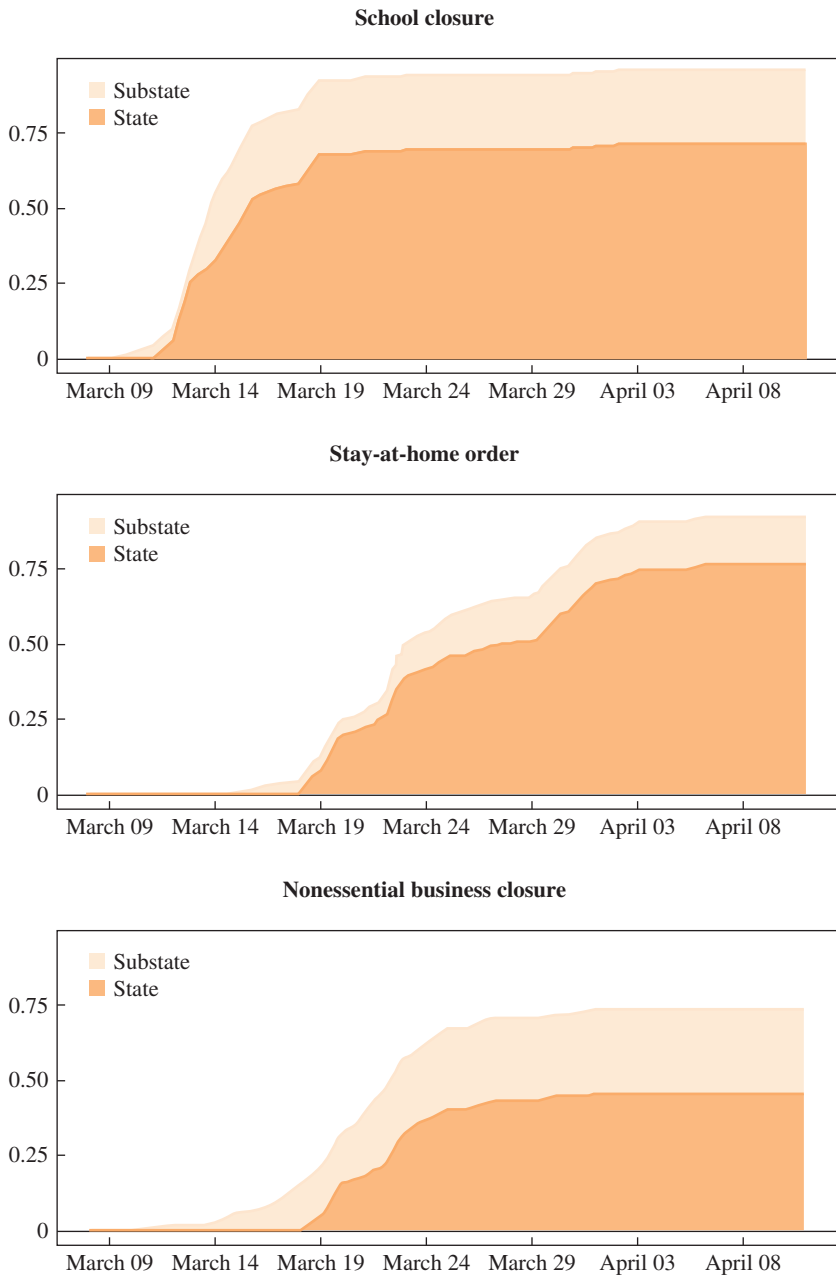 School closure
Substate
State
0.75
0.50
0.25
0
March 09 March 14 March 19 March 24 March 29 April 03 April 08
Stay-at-home order
Substate
State
0.75
0.50
0.25
0
March 09 March 14 March 19 March 24 March 29 April 03 April 08
Nonessential business closure
Substate
State
0.75
0.50
0.25
0
March 09 March 14 March 19 March 24 March 29 April 03 April 08